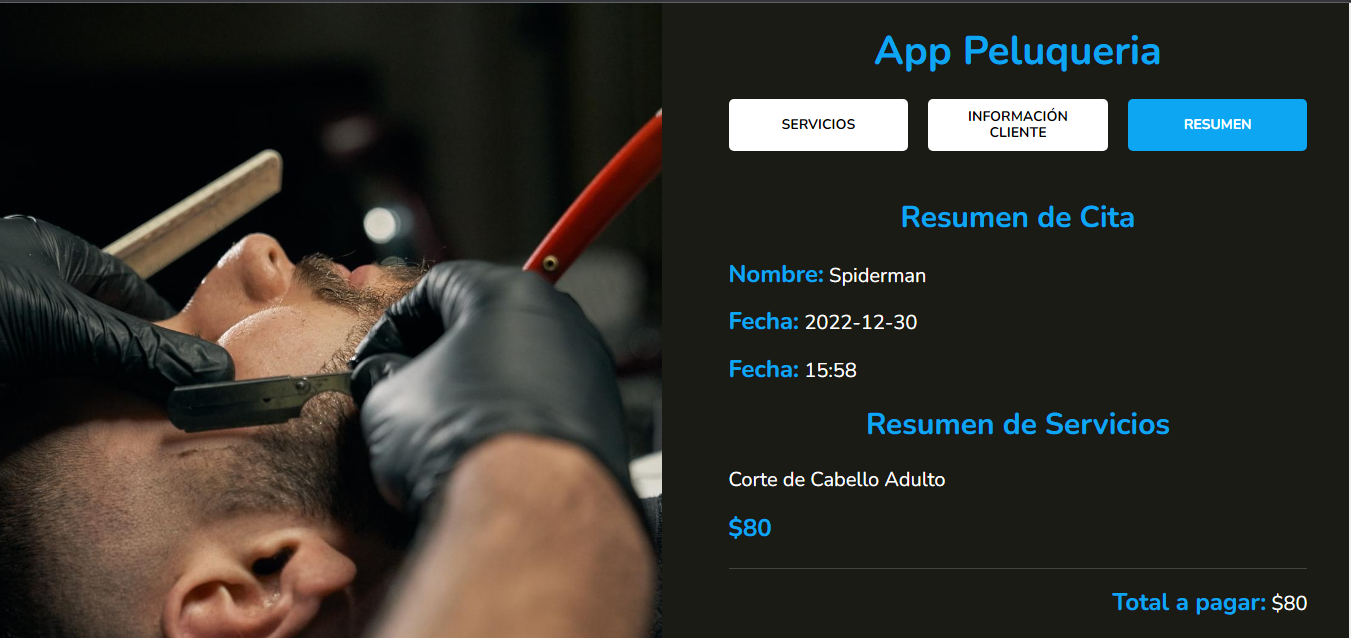 App Peluqueria
SERVICIOS
INFORMACIÓN
CLIENTE
RESUMEN
Resumen de Cita
Nombre: Spiderman
Fecha: 2022-12-30
Fecha: 15:58
Resumen de Servicios
Corte de Cabello Adulto
$80
Total a pagar: $80